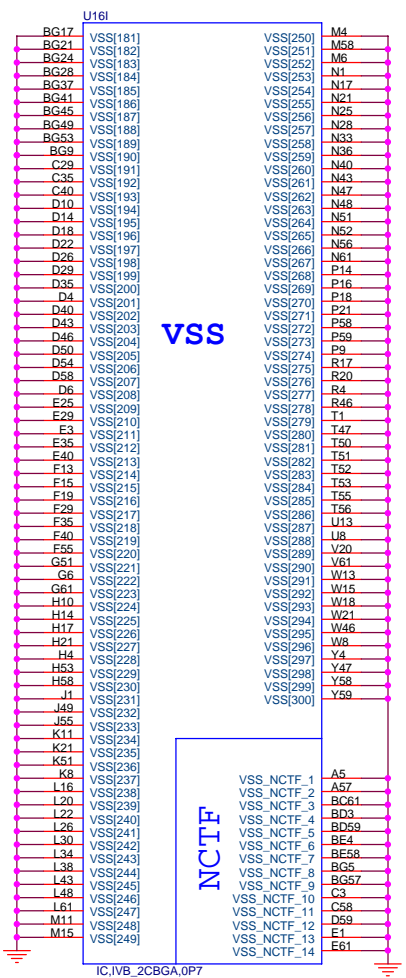 U16I
BG17 VSS[181]
BG21 VSS[182]
BG24 VSS[183]
BG28 VSS[184]
BG37 VSS[185]
BG41 VSS[186]
BG45 VSS[187]
BG49 VSS[188]
BG53 VSS[189]
BG9 VSS[190]
C29 VSS[191]
C35 VSS[192]
C40 VSS[193]
D10 VSS[194]
D14 VSS[195]
D18 VSS[196]
D22 VSS[197]
D26 VSS[198]
D29 VSS[199]
D35 VSS[200]
D4 VSS[201]
D40 VSS[202]
D43 VSS[203]
D46 VSS[204]
D50 VSS[205]
D54 VSS[206]
D58 VSS[207]
D6 VSS[208]
E25 VSS[209]
E29 VSS[210]
E3 VSS[211]
E35 VSS[212]
E40 VSS[213]
F13 VSS[214]
F15 VSS[215]
F19 VSS[216]
F29 VSS[217]
F35 VSS[218]
F40 VSS[219]
F55 VSS[220]
G51 VSS[221]
G6 VSS[222]
G61 VSS[223]
H10 VSS[224]
H14 VSS[225]
H17 VSS[226]
H21 VSS[227]
H4 VSS[228]
H53 VSS[229]
H58 VSS[230]
J1 VSS[231]
J49 VSS[232]
J55 VSS[233]
K11 VSS[234]
K21 VSS[235]
K51 VSS[236]
K8 VSS[237]
L16 VSS[238]
L20 VSS[239]
L22 VSS[240]
L26 VSS[241]
L30 VSS[242]
L34 VSS[243]
L38 VSS[244]
L43 VSS[245]
L48 VSS[246]
L61 VSS[247]
M11 VSS[248]
M15 VSS[249]
VSS
VSS[250] M4
VSS[251] M58
VSS[252] M6
VSS[253] N1
VSS[254] N17
VSS[255] N21
VSS[256] N25
VSS[257] N28
VSS[258] N33
VSS[259] N36
VSS[260] N40
VSS[261] N43
VSS[262] N47
VSS[263] N48
VSS[264] N51
VSS[265] N52
VSS[266] N56
VSS[267] N61
VSS[268] P14
VSS[269] P16
VSS[270] P18
VSS[271] P21
VSS[272] P58
VSS[273] P59
VSS[274] P9
VSS[275] R17
VSS[276] R20
VSS[277] R4
VSS[278] R46
VSS[279] T1
VSS[280] T47
VSS[281] T50
VSS[282] T51
VSS[283] T52
VSS[284] T53
VSS[285] T55
VSS[286] T56
VSS[287] U13
VSS[288] U8
VSS[289] V20
VSS[290] V61
VSS[291] W13
VSS[292] W15
VSS[293] W18
VSS[294] W21
VSS[295] W46
VSS[296] W8
VSS[297] Y4
VSS[298] Y47
VSS[299] Y58
VSS[300] Y59
NCTF
VSS_NCTF_1 A5
VSS_NCTF_2 A57
VSS_NCTF_3 BC61
VSS_NCTF_4 BD3
VSS_NCTF_5 BD59
VSS_NCTF_6 BE4
VSS_NCTF_7 BE58
VSS_NCTF_8 BG5
VSS_NCTF_9 BG57
VSS_NCTF_10 C3
VSS_NCTF_11 C58
VSS_NCTF_12 D59
VSS_NCTF_13 E1
VSS_NCTF_14 E61
IC,IVB_2CBGA,0P7